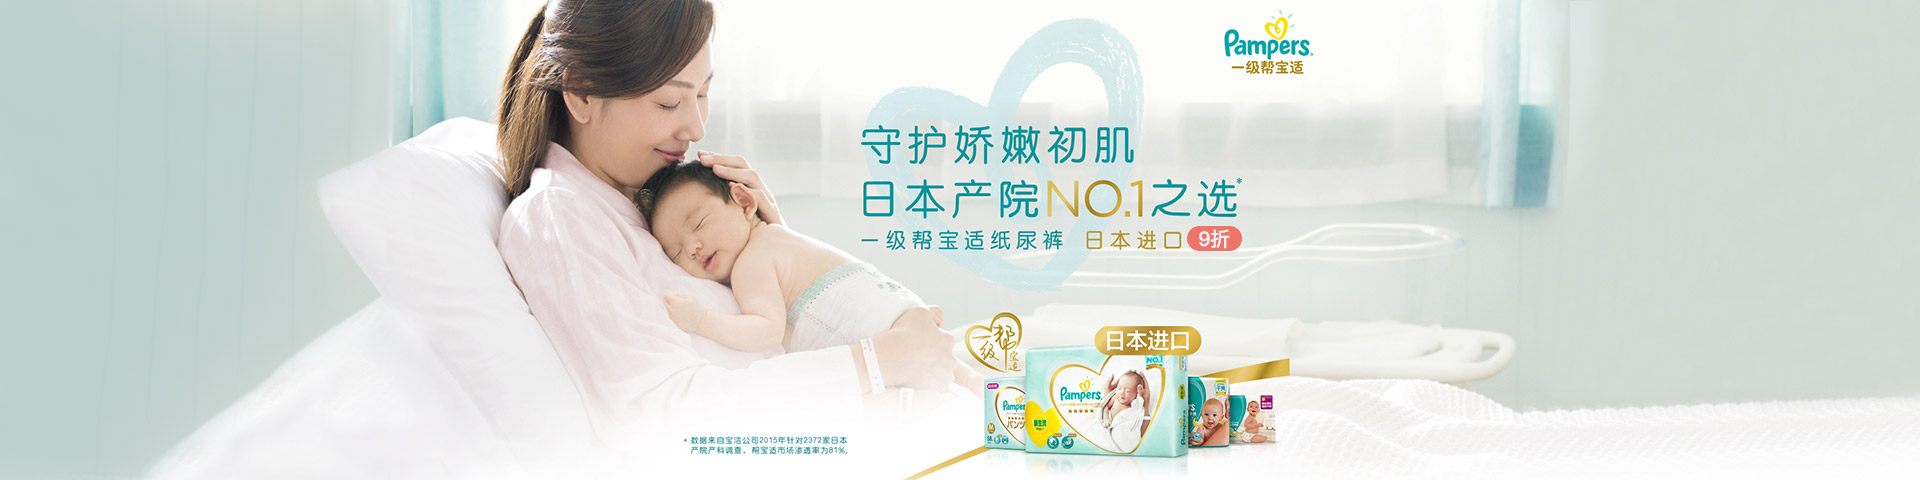 Pampers
一级帮宝适
守护娇嫩初肌
日本产院NO.1之选*
一级帮宝适纸尿裤 日本进口 9折
一级帮宝适
日本进口
NO.1
Pampers
Pampers
パンツ
M
* 数据来自宝洁公司2015年针对2372家日本
产院产科调查，帮宝适市场渗透率为81%。